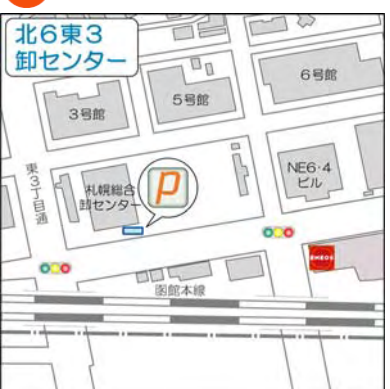 北6東3
卸センター
6号館
5号館
3号館
東3丁目通
NE6·4
ビル
札幌総合
卸センター
P
ENEOS
函館本線